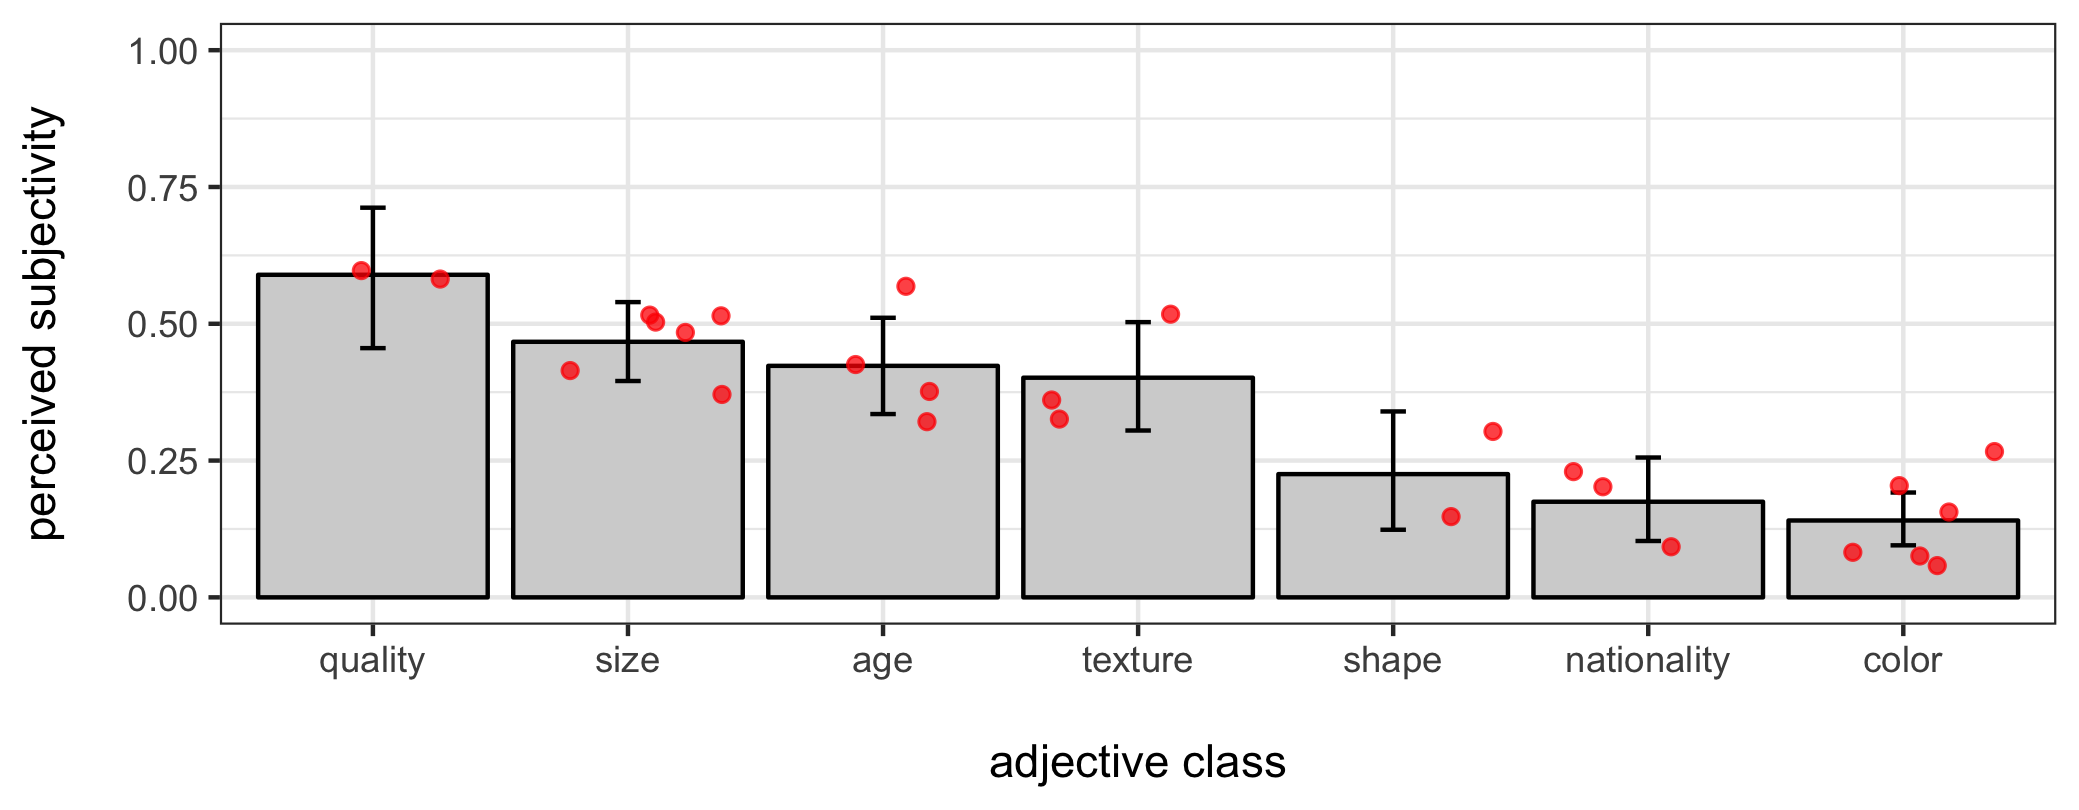 perceived subjectivity
1.00
0.75
0.50
0.25
0.00
quality size age texture shape nationality color
adjective class